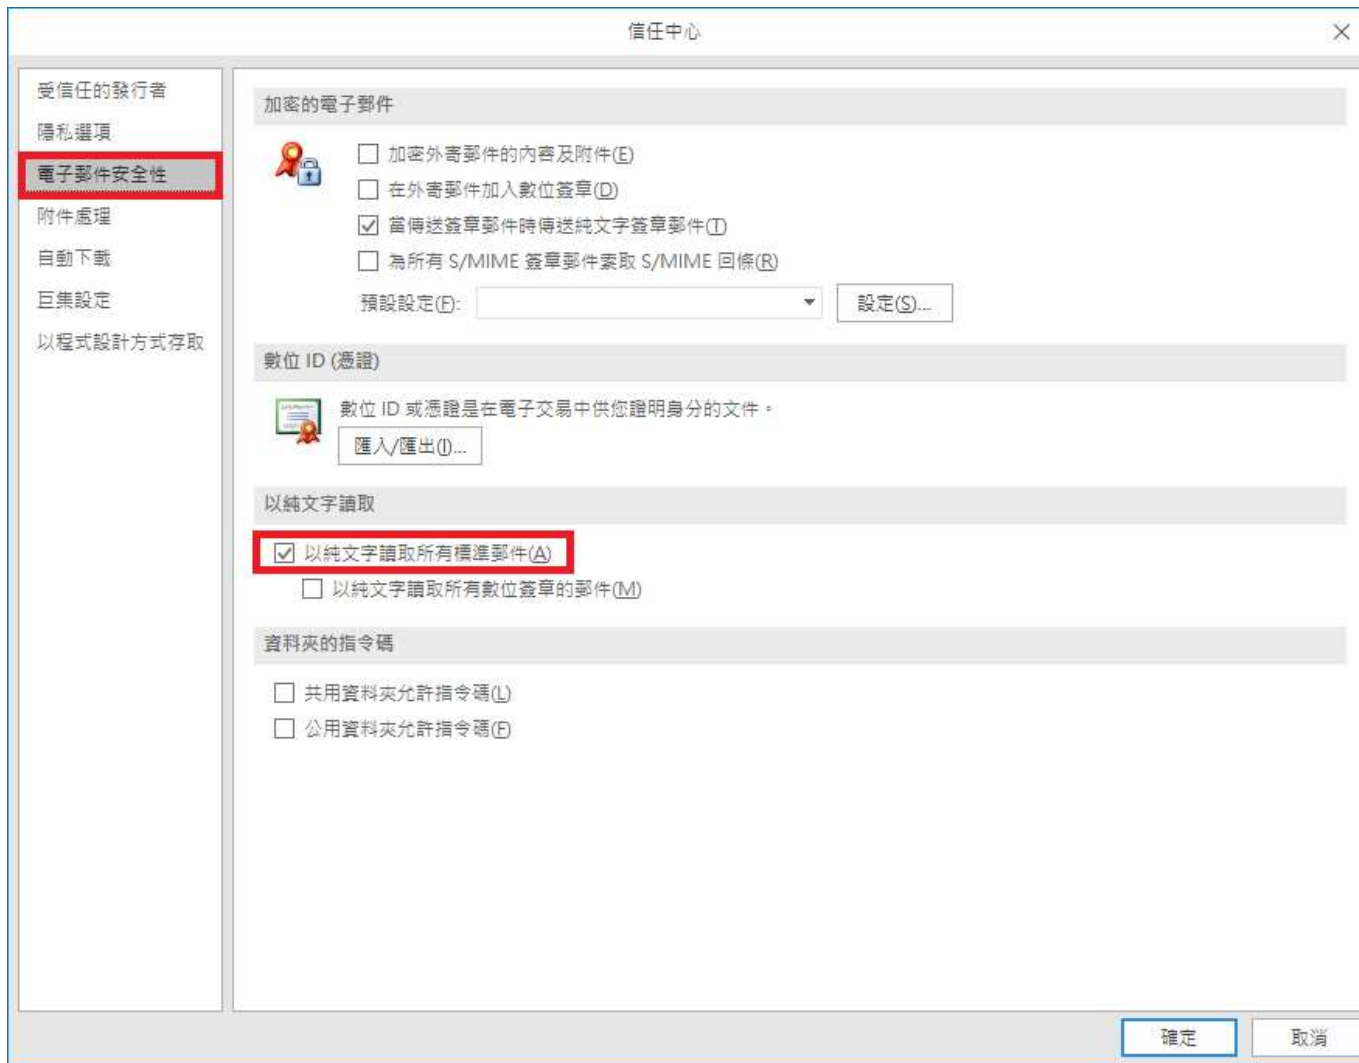 信任中心
受信任的發行者
隱私選項
電子郵件安全性
附件處理
自動下載
巨集設定
以程式設計方式存取
加密的電子郵件
加密外寄郵件的內容及附件(E)
在外寄郵件加入數位簽章(D)
當傳送簽章郵件時傳送純文字簽章郵件(T)
為所有 S/MIME 簽章郵件索取 S/MIME 回條(R)
預設設定(F):
設定(S)...
數位 ID (憑證)
數位 ID 或憑證是在電子交易中供您證明身分的文件。
匯入/匯出(I)...
以純文字讀取
以純文字讀取所有標準郵件(A)
以純文字讀取所有數位簽章的郵件(M)
資料夾的指令碼
共用資料夾允許指令碼(L)
公用資料夾允許指令碼(F)
確定
取消